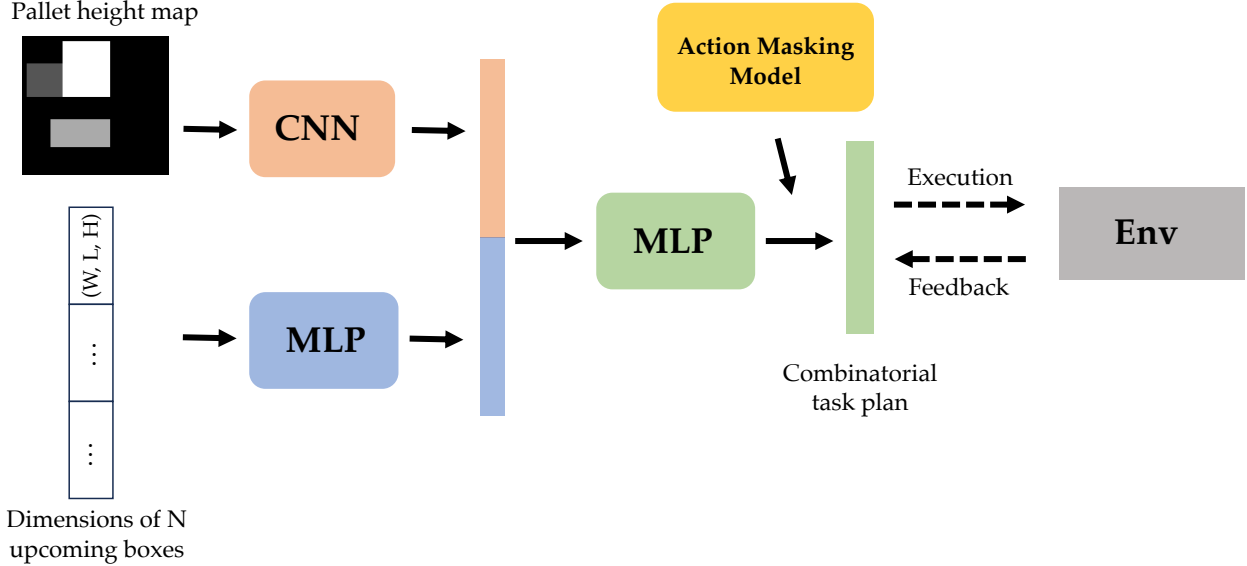 Pallet height map
CNN
Action Masking
Model
(W, L, H)
...
...
MLP
MLP
Execution
Feedback
Env
Combinatorial
task plan
Dimensions of N
upcoming boxes